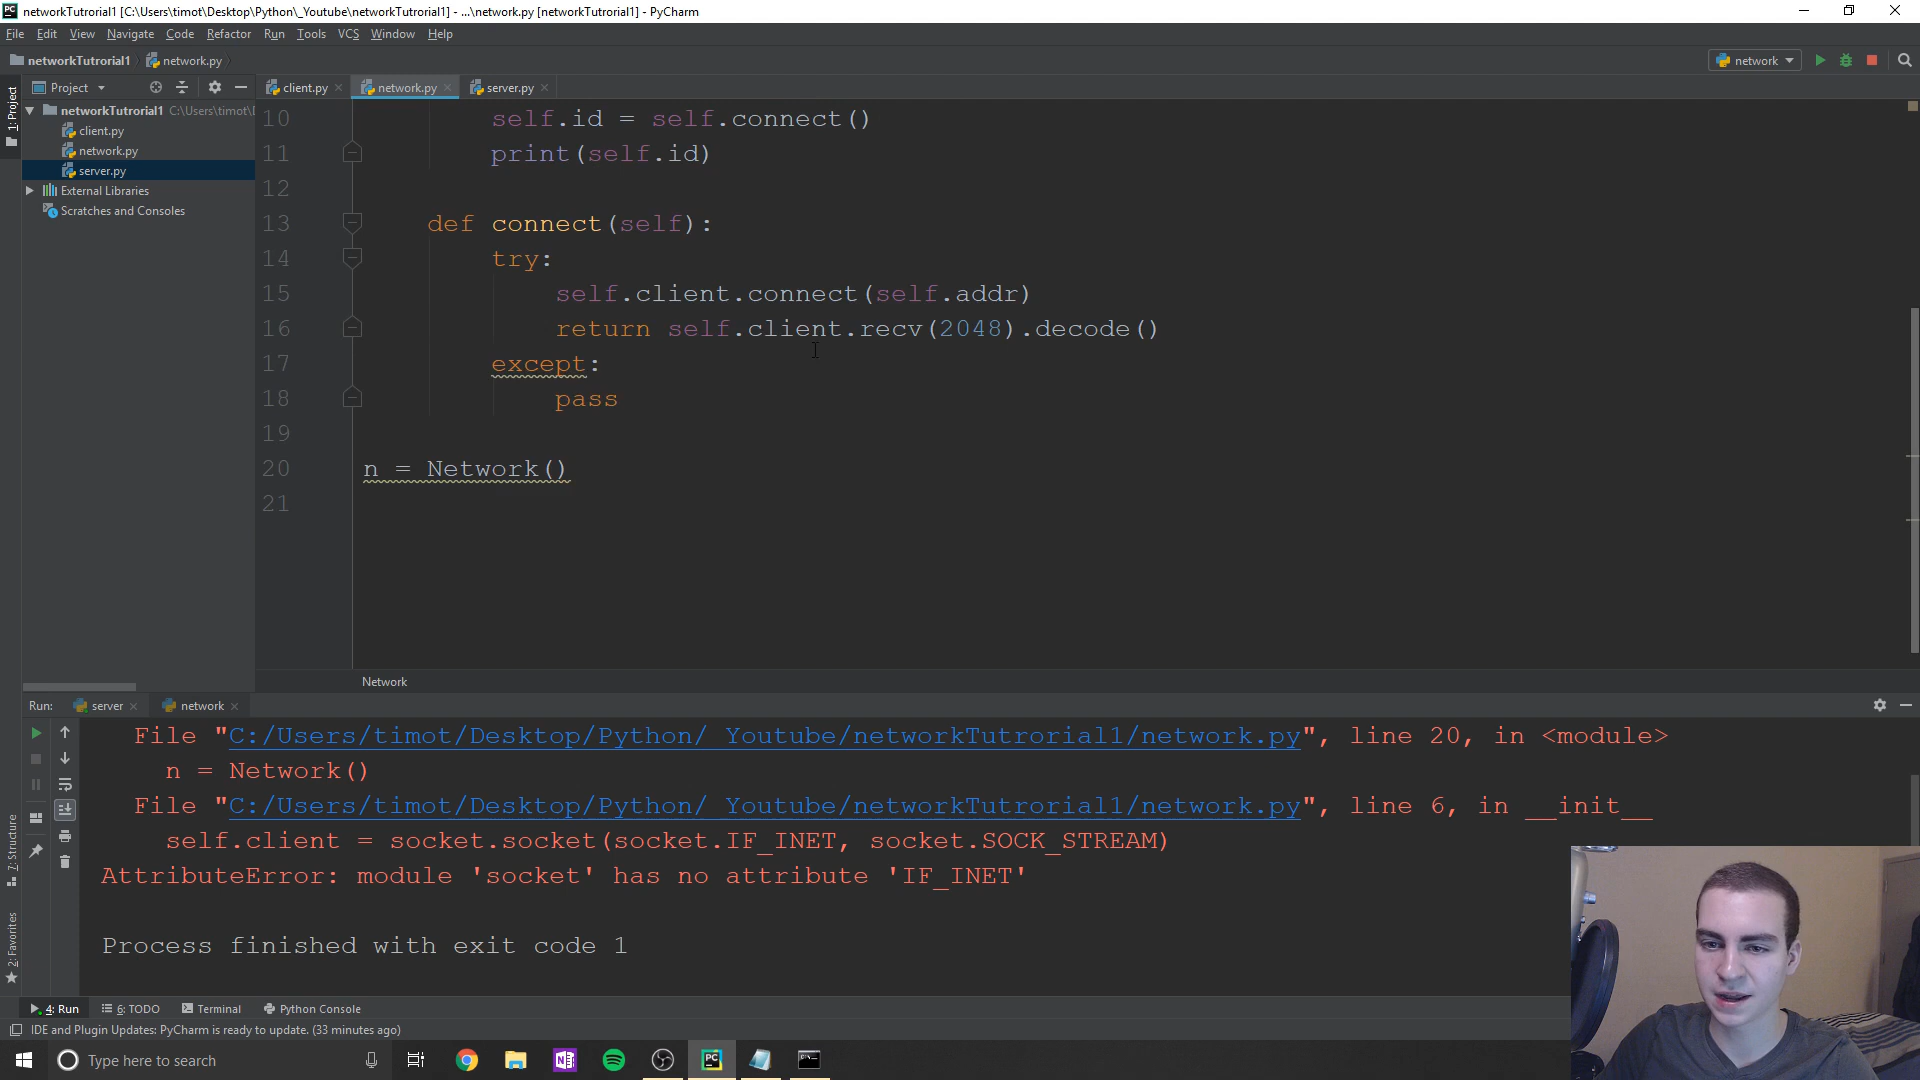 networkTutrorial1 [C:\Users\timot\Desktop\Python\_Youtube\networkTutrorial1] - ...\network.py [networkTutrorial1] - PyCharm
File Edit View Navigate Code Refactor Run Tools VCS Window Help
networkTutrorial1 network.py network
Project client.py network.py server.py
1: Project
networkTutrorial1 C:\Users\timot\
client.py
network.py
server.py
External Libraries
Scratches and Consoles
10 self.id = self.connect()
11 print(self.id)
12
13 def connect(self):
14 try:
15 self.client.connect(self.addr)
16 return self.client.recv(2048).decode()
17 except:
18 pass
19
20 n = Network()
21
Network
Run: server network
File "C:/Users/timot/Desktop/Python/_Youtube/networkTutrorial1/network.py", line 20, in <module>
n = Network()
File "C:/Users/timot/Desktop/Python/_Youtube/networkTutrorial1/network.py", line 6, in __init__
self.client = socket.socket(socket.IF_INET, socket.SOCK_STREAM)
AttributeError: module 'socket' has no attribute 'IF_INET'
Process finished with exit code 1
7: Structure
2: Favorites
4: Run 6: TODO Terminal Python Console
IDE and Plugin Updates: PyCharm is ready to update. (33 minutes ago)
Type here to search